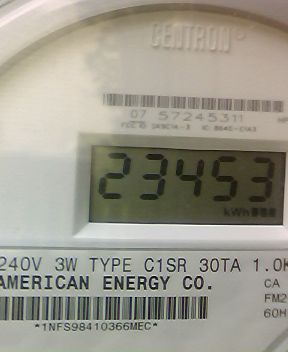 CENTRON®
07 57245311
23453
kWh
240V 3W TYPE C1SR 30TA 1.0K
AMERICAN ENERGY CO. CA
FM2
60H
*1NFS98410366MEC*